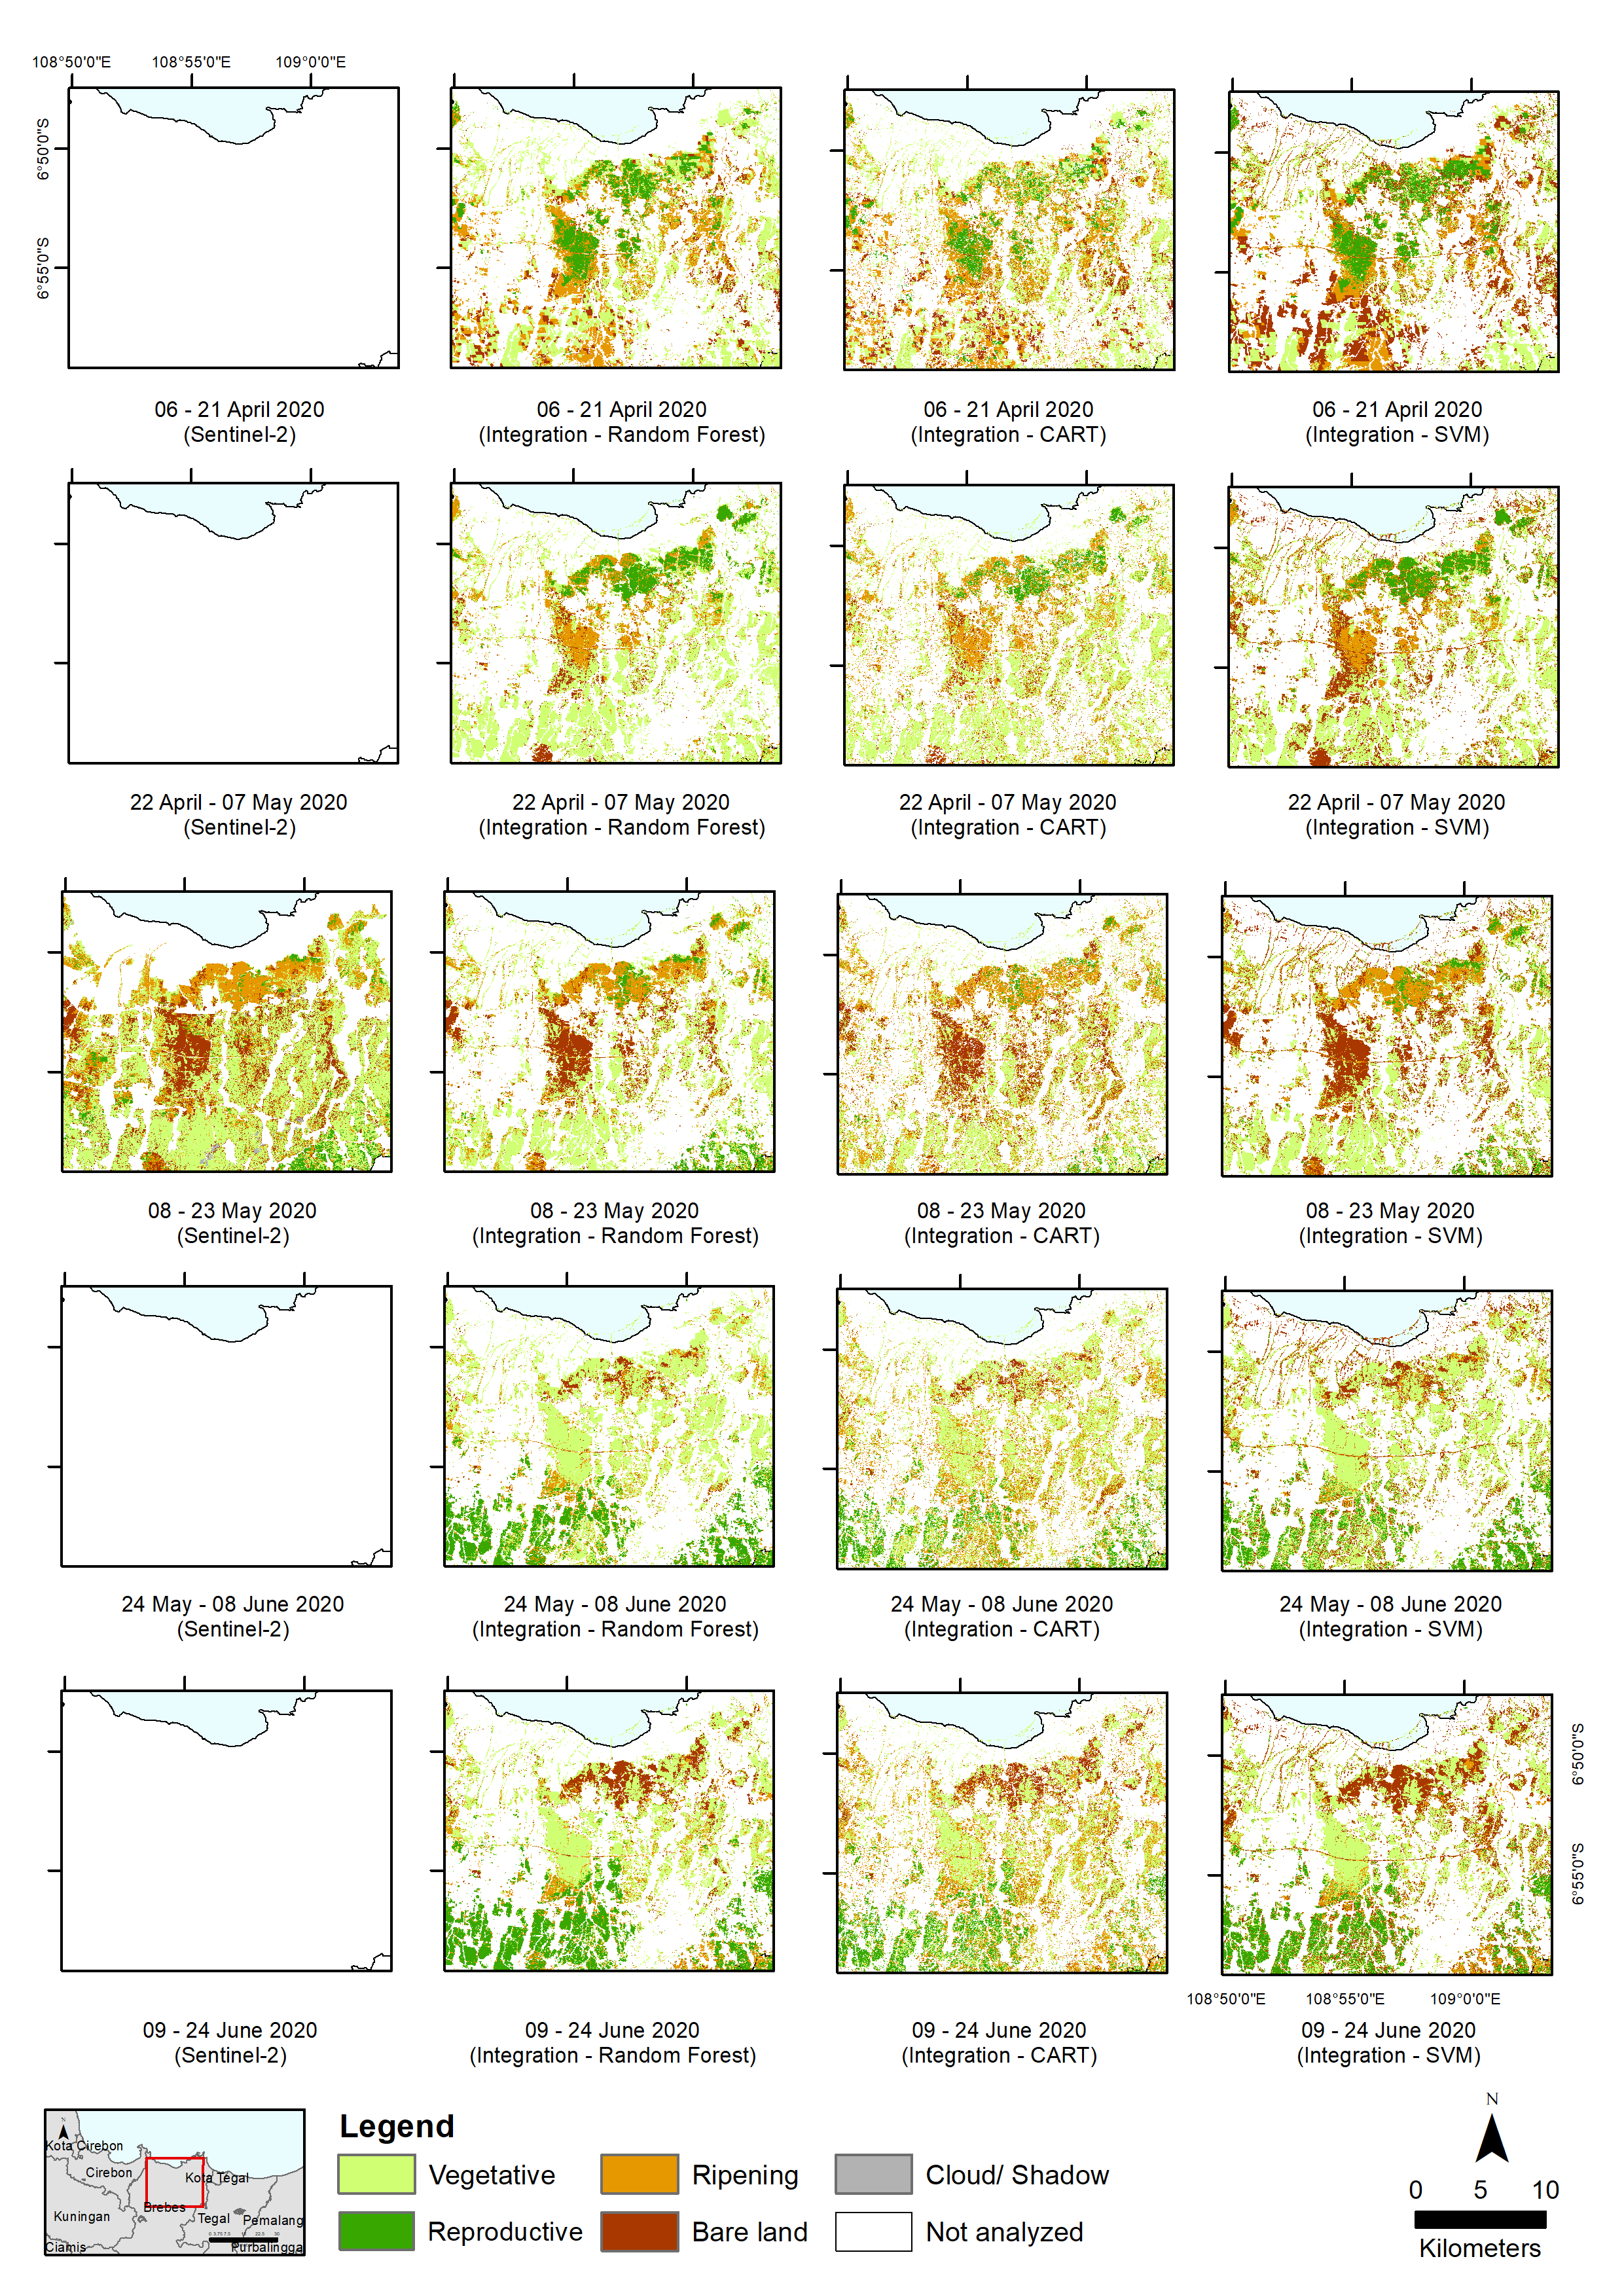 108°50'0"E 108°55'0"E 109°0'0"E
6°50'0"S
6°55'0"S
06 - 21 April 2020
(Sentinel-2)
06 - 21 April 2020
(Integration - Random Forest)
06 - 21 April 2020
(Integration - CART)
06 - 21 April 2020
(Integration - SVM)
22 April - 07 May 2020
(Sentinel-2)
22 April - 07 May 2020
(Integration - Random Forest)
22 April - 07 May 2020
(Integration - CART)
22 April - 07 May 2020
(Integration - SVM)
08 - 23 May 2020
(Sentinel-2)
08 - 23 May 2020
(Integration - Random Forest)
08 - 23 May 2020
(Integration - CART)
08 - 23 May 2020
(Integration - SVM)
24 May - 08 June 2020
(Sentinel-2)
24 May - 08 June 2020
(Integration - Random Forest)
24 May - 08 June 2020
(Integration - CART)
24 May - 08 June 2020
(Integration - SVM)
6°50'0"S
6°55'0"S
108°50'0"E 108°55'0"E 109°0'0"E
09 - 24 June 2020
(Sentinel-2)
09 - 24 June 2020
(Integration - Random Forest)
09 - 24 June 2020
(Integration - CART)
09 - 24 June 2020
(Integration - SVM)
N
Kota Cirebon
Cirebon
Kota Tegal
Brebes
Kuningan
Tegal
Pemalang
Ciamis
Purbalingga
Legend
Vegetative
Ripening
Cloud/ Shadow
Reproductive
Bare land
Not analyzed
N
0 5 10
Kilometers